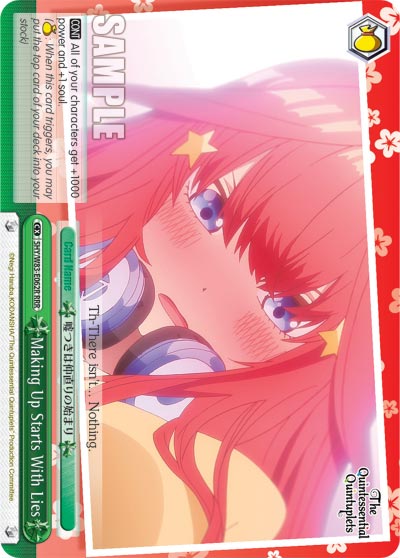 SAMPLE
The
Quintessential
Quintuplets
Th-There Isn't... Nothing.
CONT All of your characters get +1000
power and +1 soul.
( : When this card triggers, you may
put the top card of your deck into your
stock)
Card Name
嘘つきは仲直りの始まり
CX 5HY/W83-E062R RRR
Making Up Starts With Lies
©Negi Haruba,KODANSHA/“The Quintessential Quintuplets” Production Committee.